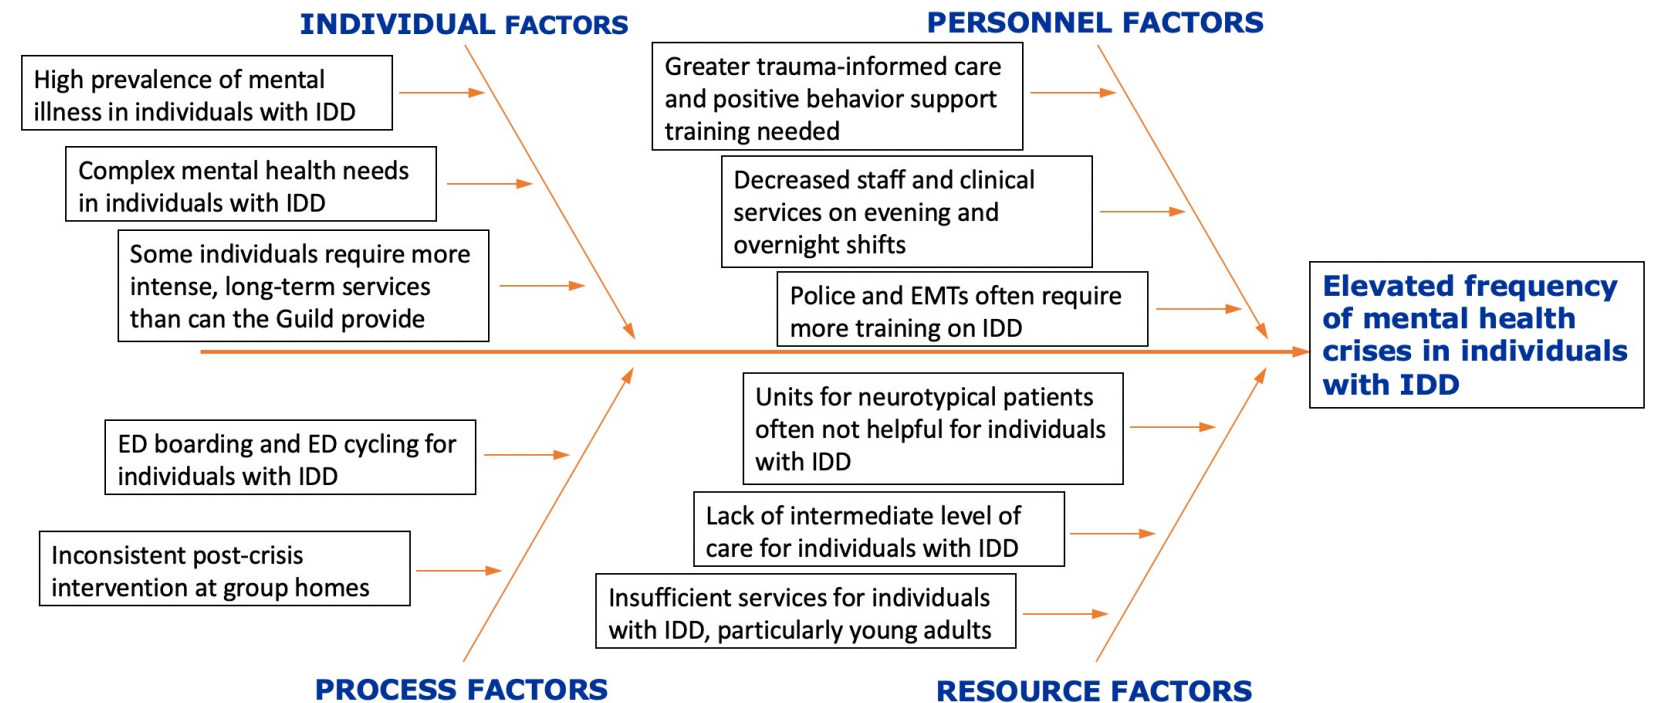 INDIVIDUAL FACTORS
High prevalence of mental
illness in individuals with IDD
Complex mental health needs
in individuals with IDD
Some individuals require more
intense, long-term services
than can the Guild provide
PERSONNEL FACTORS
Greater trauma-informed care
and positive behavior support
training needed
Decreased staff and clinical
services on evening and
overnight shifts
Police and EMTs often require
more training on IDD
Elevated frequency
of mental health
crises in individuals
with IDD
ED boarding and ED cycling for
individuals with IDD
Inconsistent post-crisis
intervention at group homes
PROCESS FACTORS
Units for neurotypical patients
often not helpful for individuals
with IDD
Lack of intermediate level of
care for individuals with IDD
Insufficient services for individuals
with IDD, particularly young adults
RESOURCE FACTORS